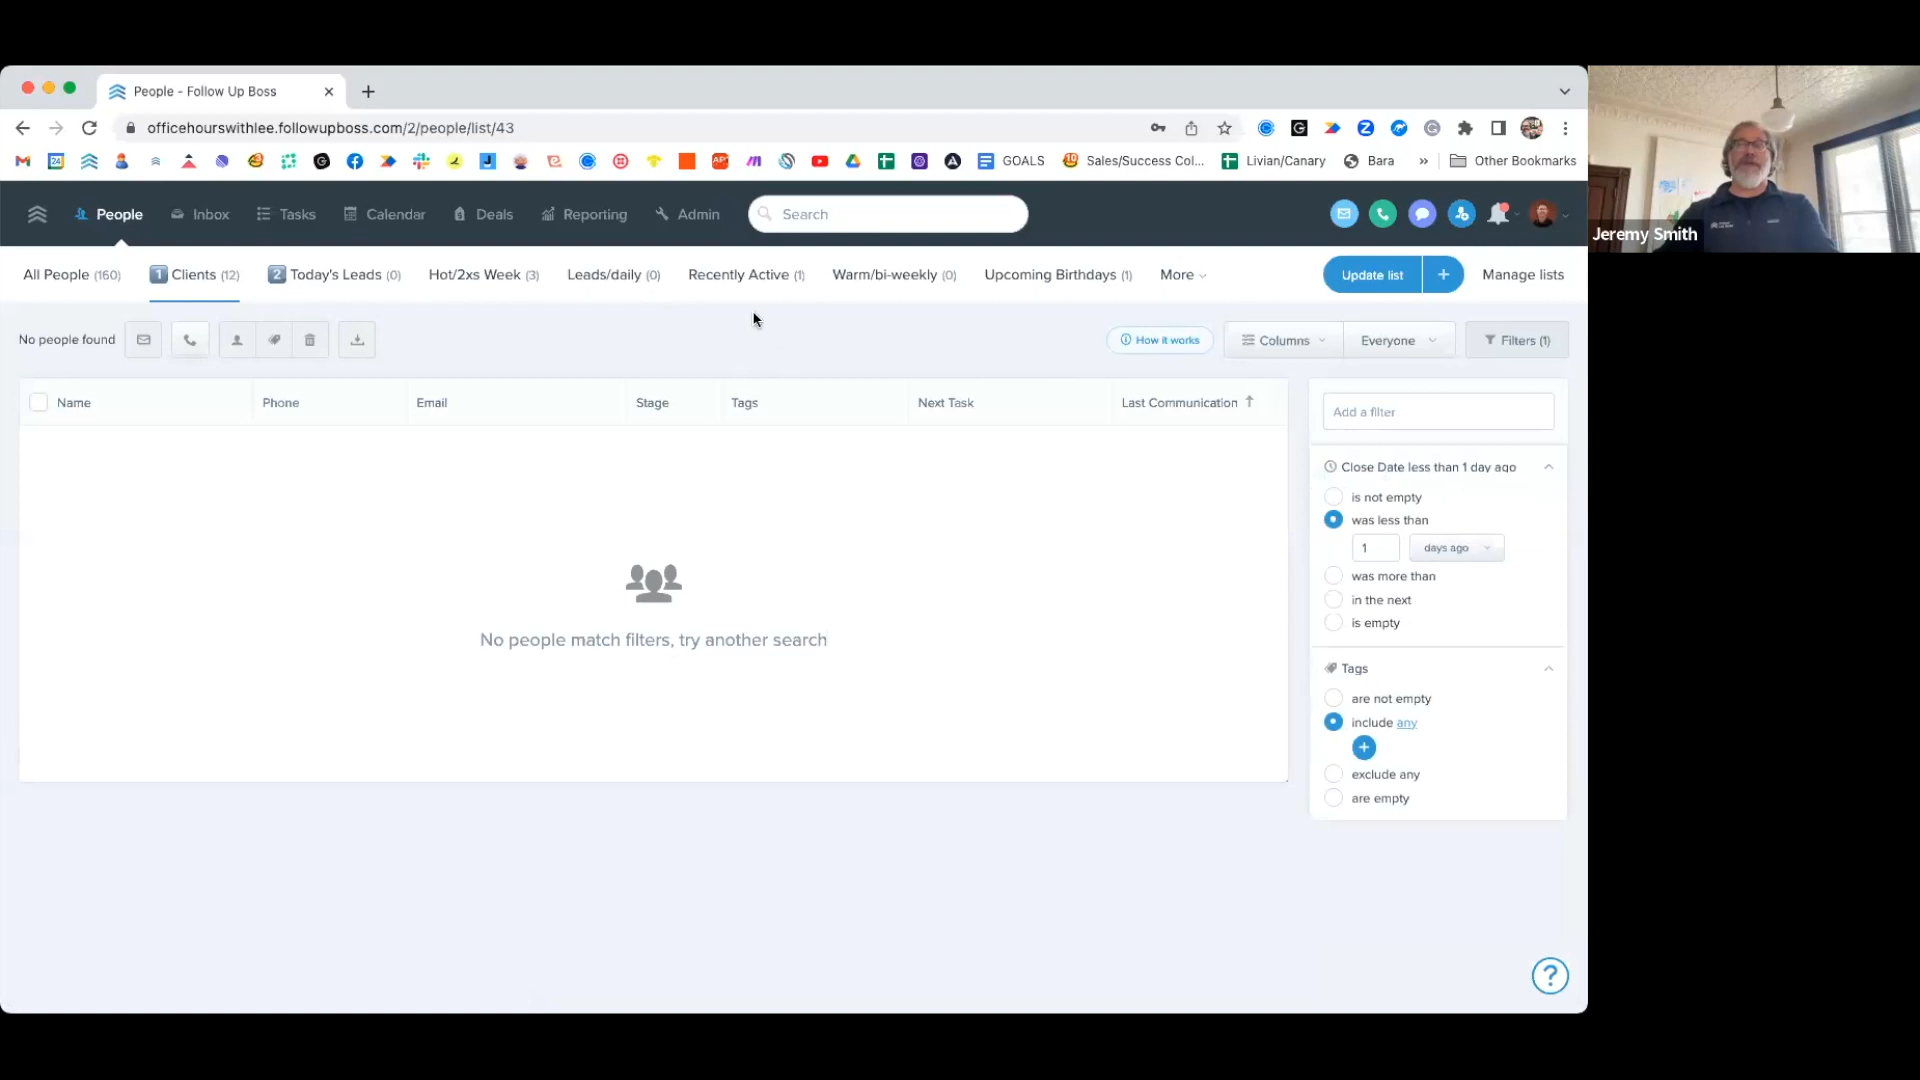 People - Follow Up Boss
officehourswithlee.followupboss.com/2/people/list/43
GOALS
Sales/Success Col...
Livian/Canary
Bara
»
Other Bookmarks
People
Inbox
Tasks
Calendar
Deals
Reporting
Admin
Search
Jeremy Smith
All People (160)
1 Clients (12)
2 Today's Leads (0)
Hot/2xs Week (3)
Leads/daily (0)
Recently Active (1)
Warm/bi-weekly (0)
Upcoming Birthdays (1)
More
Update list
+
Manage lists
No people found
How it works
Columns
Everyone
Filters (1)
Name
Phone
Email
Stage
Tags
Next Task
Last Communication
Add a filter
Close Date less than 1 day ago
is not empty
was less than
1
days ago
was more than
in the next
is empty
No people match filters, try another search
Tags
are not empty
include any
+
exclude any
are empty
?